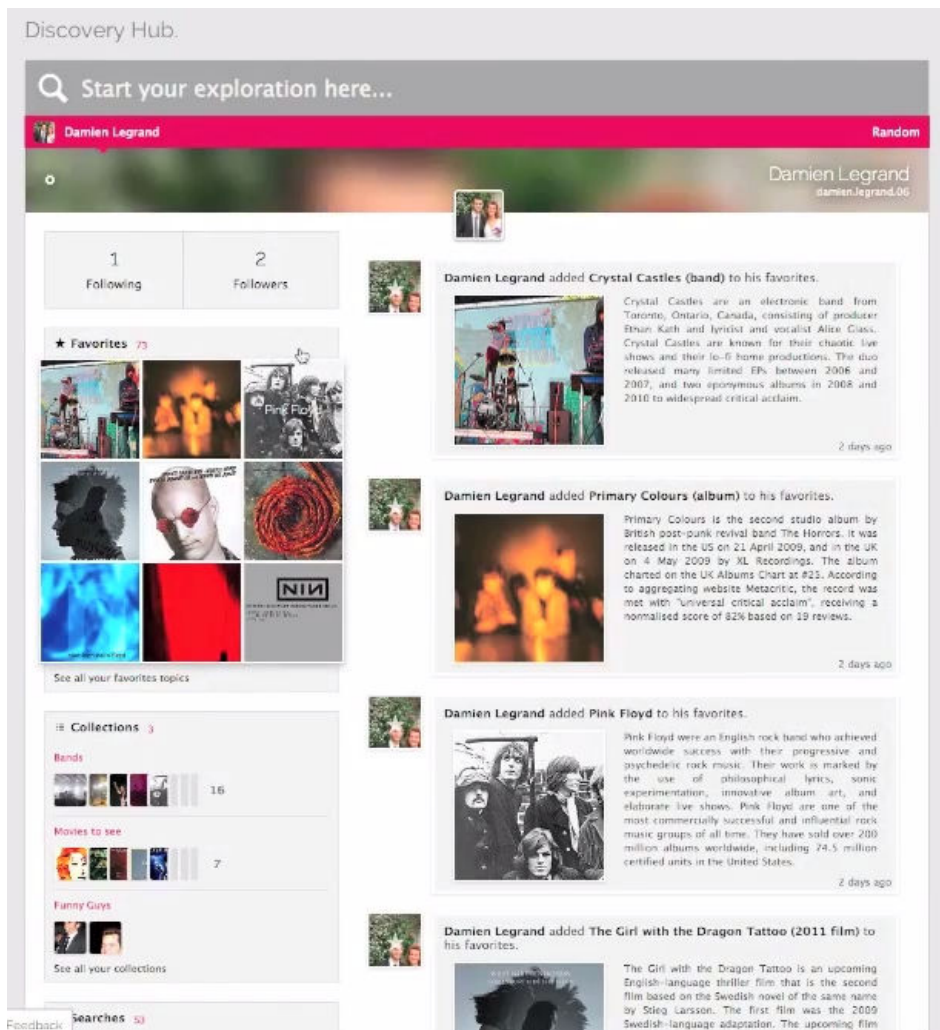 Discovery Hub.
Start your exploration here...
Damien Legrand
Random
Damien Legrand
damien.legrand.06
1
Following
2
Followers
★ Favorites 73
Pink Floyd
NIN
See all your favorites topics
Collections 3
Bands
16
Movies to see
7
Funny Guys
See all your collections
Searches 53
Feedback
Damien Legrand added Crystal Castles (band) to his favorites.
Crystal Castles are an electronic band from
Toronto, Ontario, Canada, consisting of producer
Ethan Kath and lyricist and vocalist Alice Glass.
Crystal Castles are known for their chaotic live
shows and their lo-fi home productions. The duo
released many limited EPs between 2006 and
2007, and two eponymous albums in 2008 and
2010 to widespread critical acclaim.
2 days ago
Damien Legrand added Primary Colours (album) to his favorites.
Primary Colours is the second studio album by
British post-punk revival band The Horrors. It was
released in the US on 21 April 2009, and in the UK
on 4 May 2009 by XL Recordings. The album
charted on the UK Albums Chart at #25. According
to aggregating website Metacritic, the record was
met with "universal critical acclaim", receiving a
normalised score of 82% based on 19 reviews.
2 days ago
Damien Legrand added Pink Floyd to his favorites.
Pink Floyd were an English rock band who achieved
worldwide success with their progressive and
psychedelic rock music. Their work is marked by
the use of philosophical lyrics, sonic
experimentation, innovative album art, and
elaborate live shows. Pink Floyd are one of the
most commercially successful and influential rock
music groups of all time. They have sold over 200
million albums worldwide, including 74.5 million
certified units in the United States.
2 days ago
Damien Legrand added The Girl with the Dragon Tattoo (2011 film) to
his favorites.
The Girl with the Dragon Tattoo is an upcoming
English-language thriller film that is the second
film based on the Swedish novel of the same name
by Stieg Larsson. The first film was the 2009
Swedish-language adaptation. The upcoming film